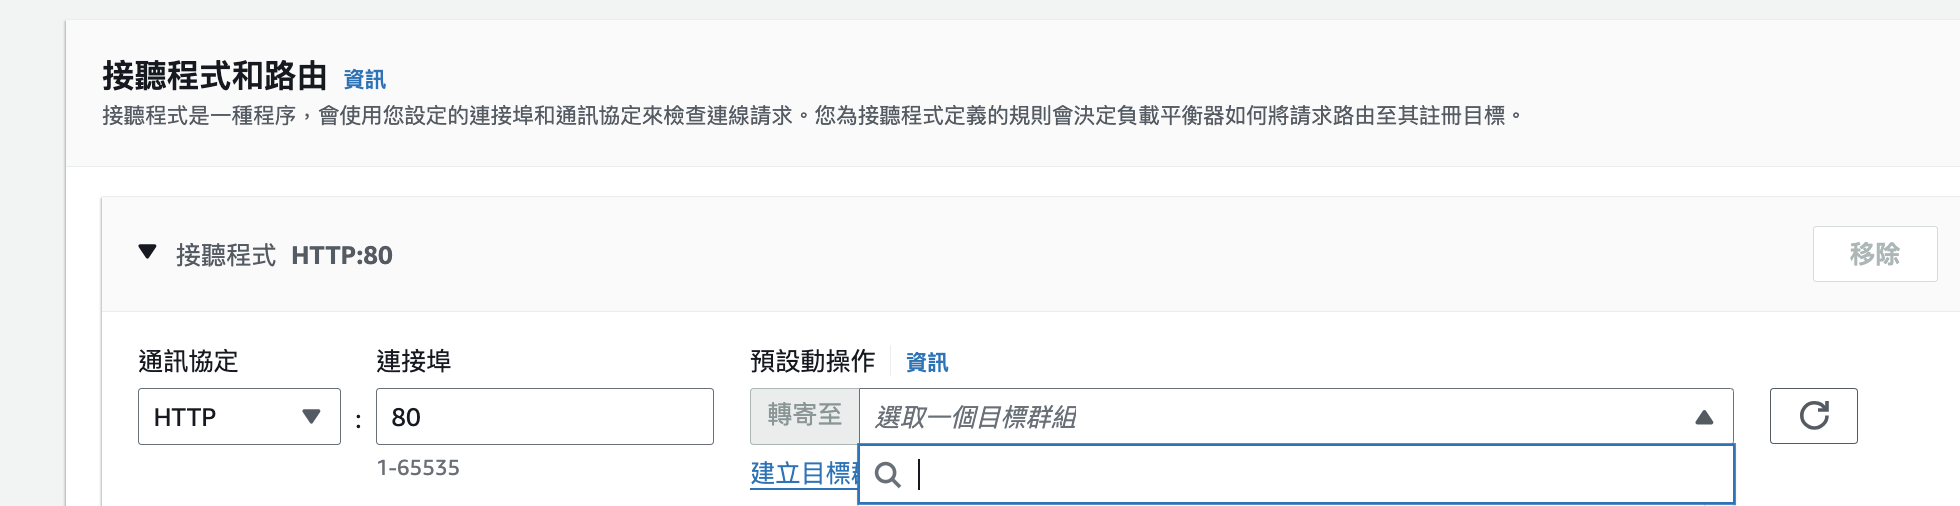 接聽程式和路由 資訊
接聽程式是一種程序，會使用您設定的連接埠和通訊協定來檢查連線請求。您為接聽程式定義的規則會決定負載平衡器如何將請求路由至其註冊目標。
接聽程式 HTTP:80
移除
通訊協定 連接埠 預設動操作 資訊
HTTP : 80 轉寄至 選取一個目標群組
1-65535 建立目標